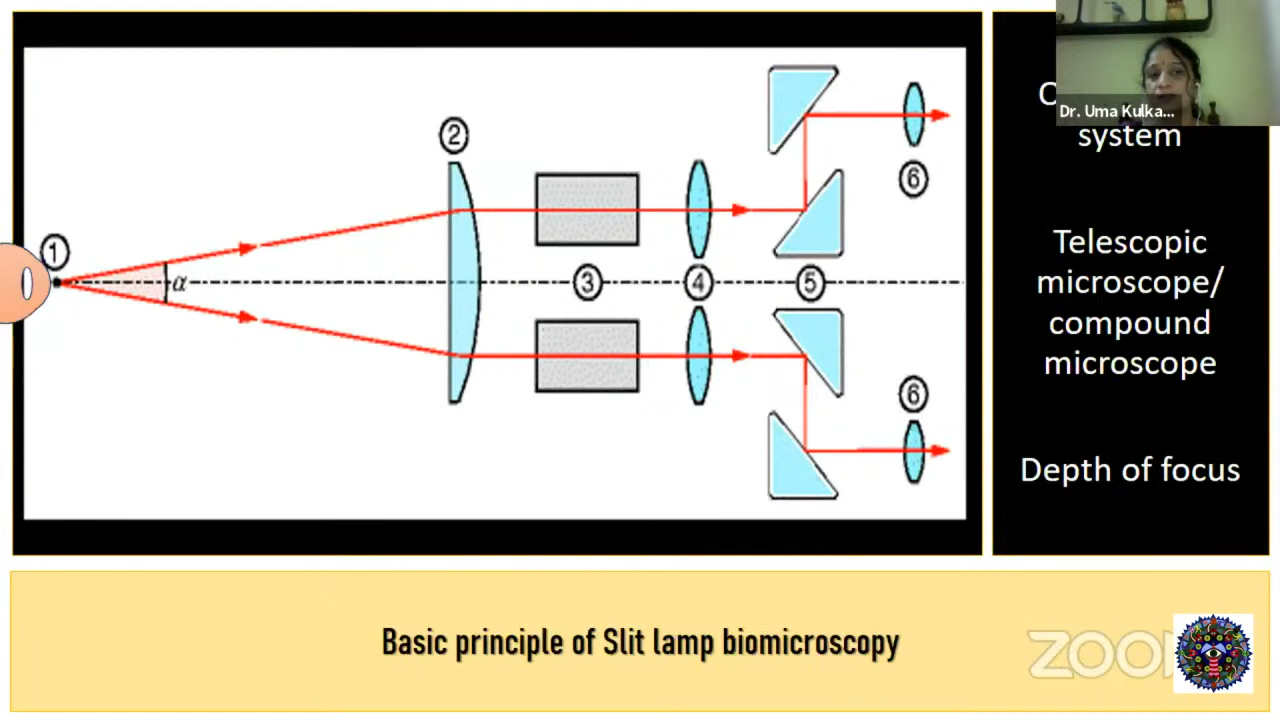 ①
②
α
③
④
⑤
⑥
⑥
system
Telescopic
microscope/
compound
microscope
Depth of focus
Dr. Uma Kulka...
Basic principle of Slit lamp biomicroscopy